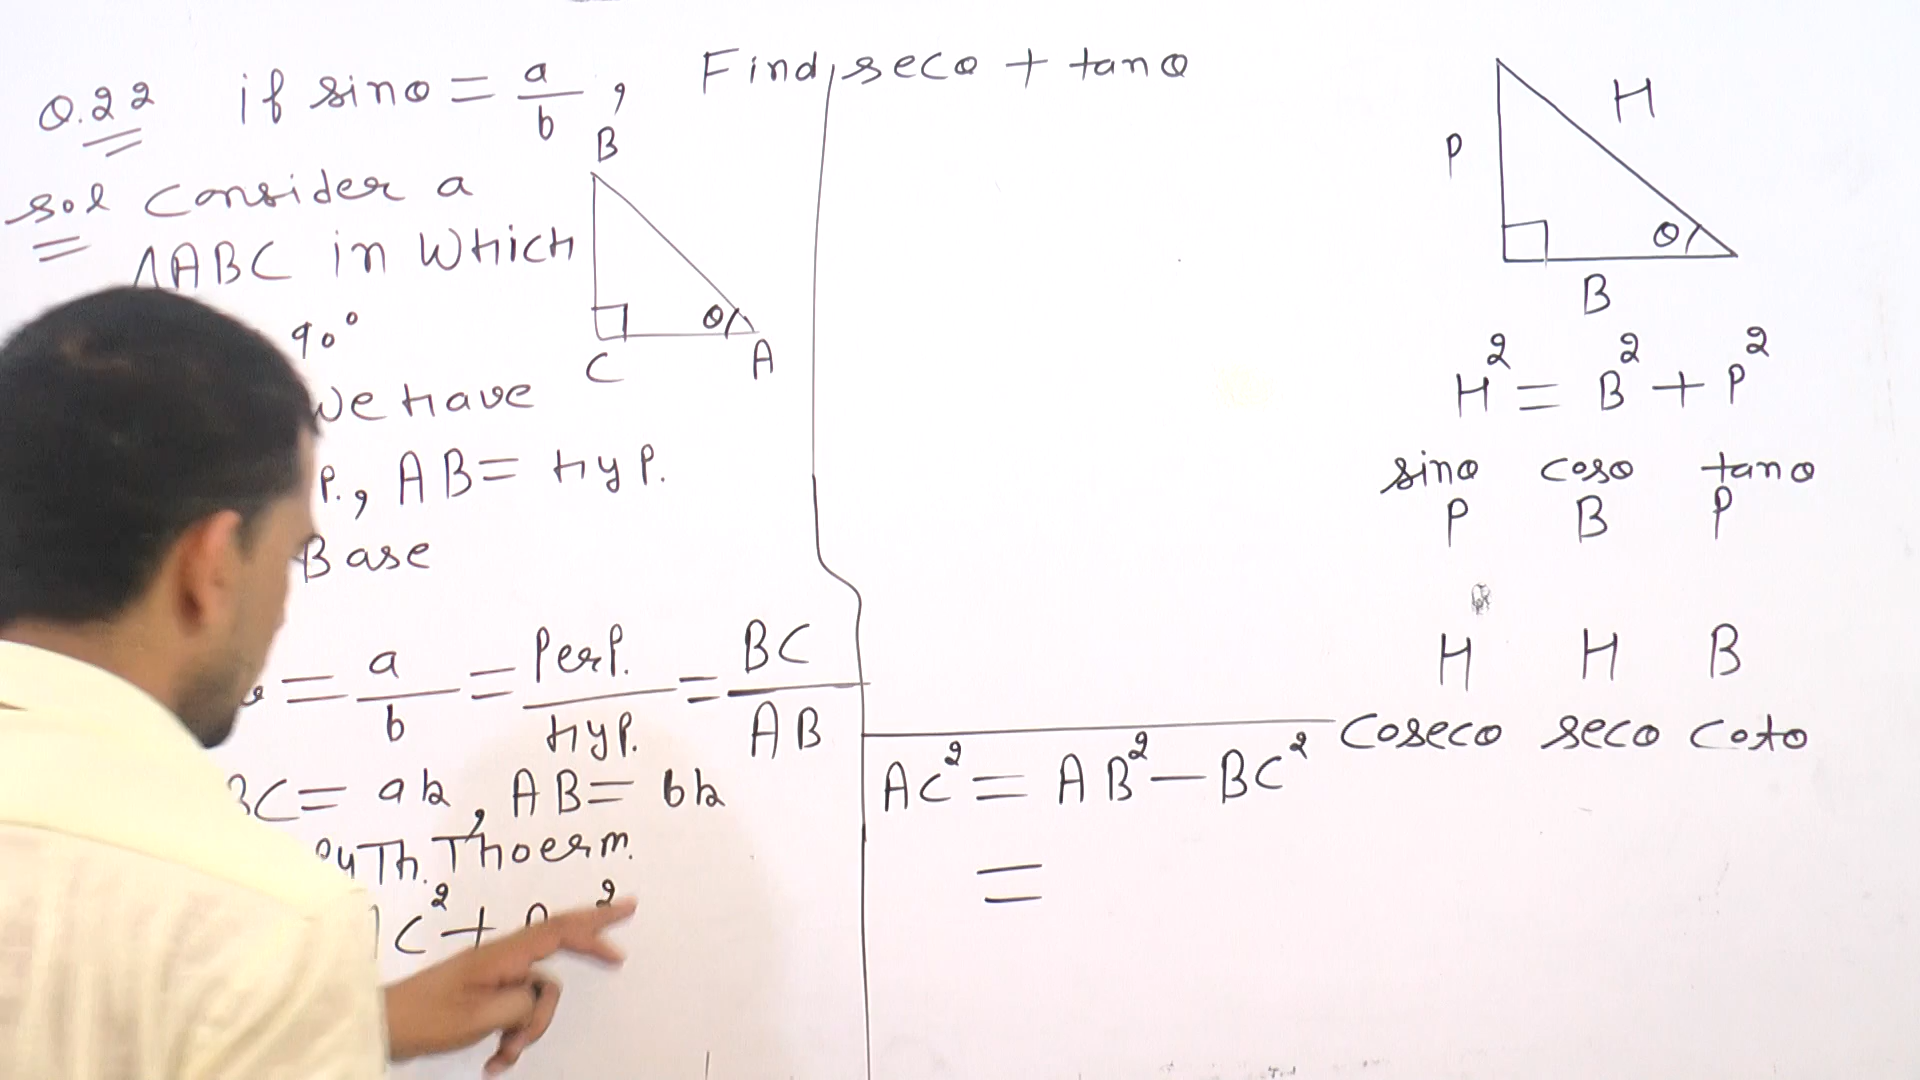 Q.22 if sinθ = a/b, Find, secθ + tanθ
sol Consider a
ΔABC in Which
90°
We have
P., AB = hyp.
Base
= a/b = Perp./hyp. = BC/AB
BC = ak, AB = bk
Pyth. Thoerm.
C² +
B
C
θ
A
AC² = AB² - BC²
=
P
H
θ
B
H² = B² + P²
sinθ cosθ tanθ
P B P
H H B
cosecθ secθ cotθ